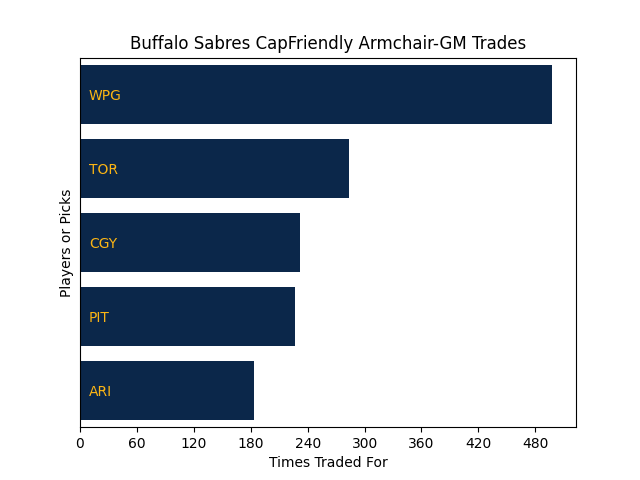 Buffalo Sabres CapFriendly Armchair-GM Trades
Players or Picks
WPG
TOR
CGY
PIT
ARI
0 60 120 180 240 300 360 420 480
Times Traded For